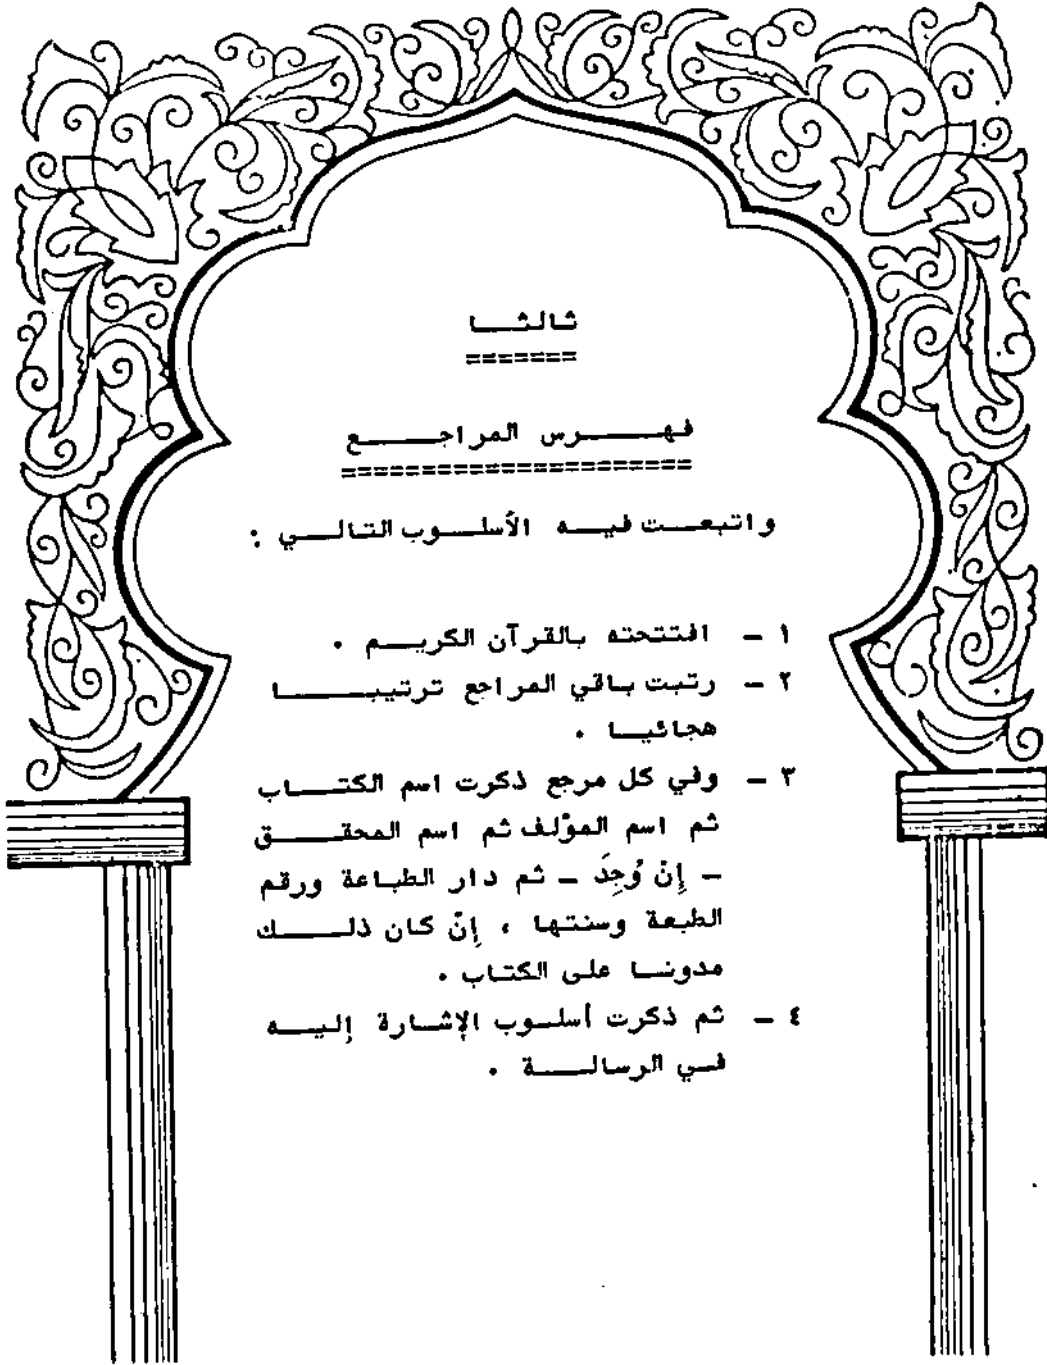 ثالثا
=======
فهرس المراجع
======================
واتبعت فيه الأسلوب التالي :
١ - افتتحته بالقرآن الكريم .
٢ - رتبت باقي المراجع ترتيبا
هجائيا .
٣ - وفي كل مرجع ذكرت اسم الكتاب
ثم اسم المؤلف ثم اسم المحقق
- إِنْ وُجِدَ - ثم دار الطباعة ورقم
الطبعة وسنتها ، إِنْ كان ذلك
مدونا على الكتاب .
٤ - ثم ذكرت أسلوب الإشارة إليه
في الرسالة .